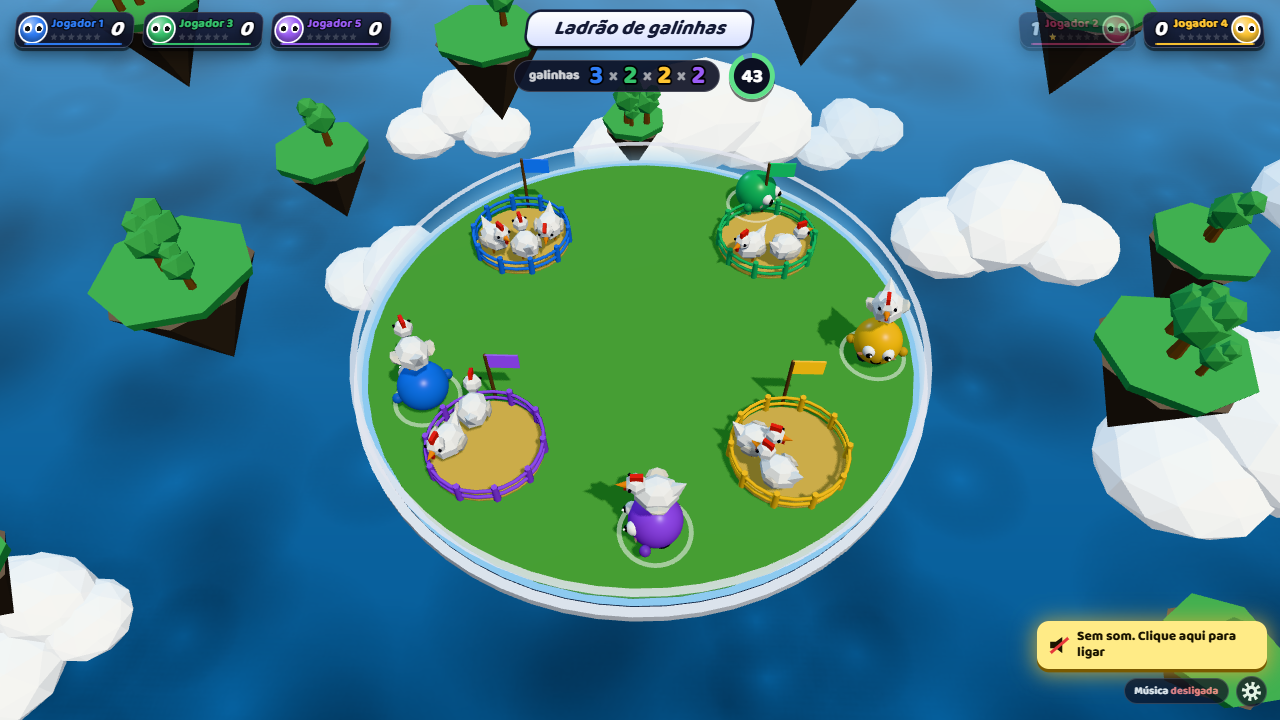 Jogador 1 0
Jogador 3 0
Jogador 5 0
Ladrão de galinhas
1 Jogador 2
0 Jogador 4
galinhas 3 x 2 x 2 x 2 43
Sem som. Clique aqui para
ligar
Música desligada